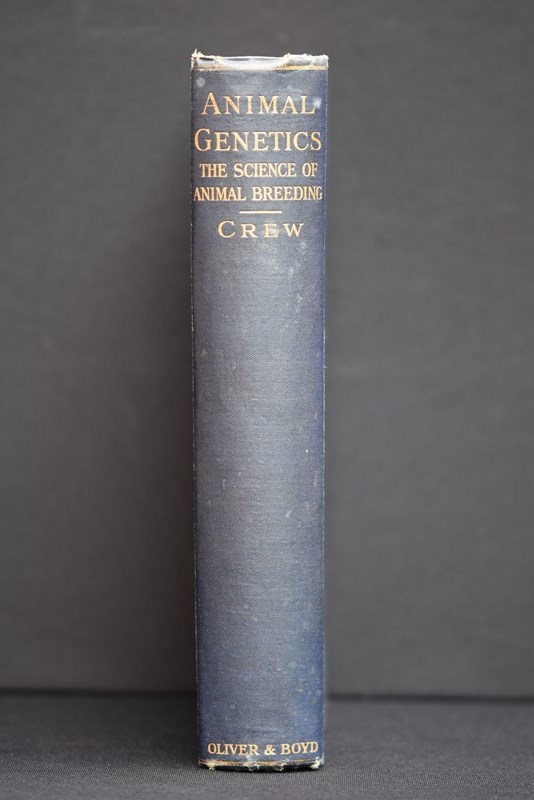 ANIMAL
GENETICS
THE SCIENCE OF
ANIMAL BREEDING
CREW
OLIVER & BOYD